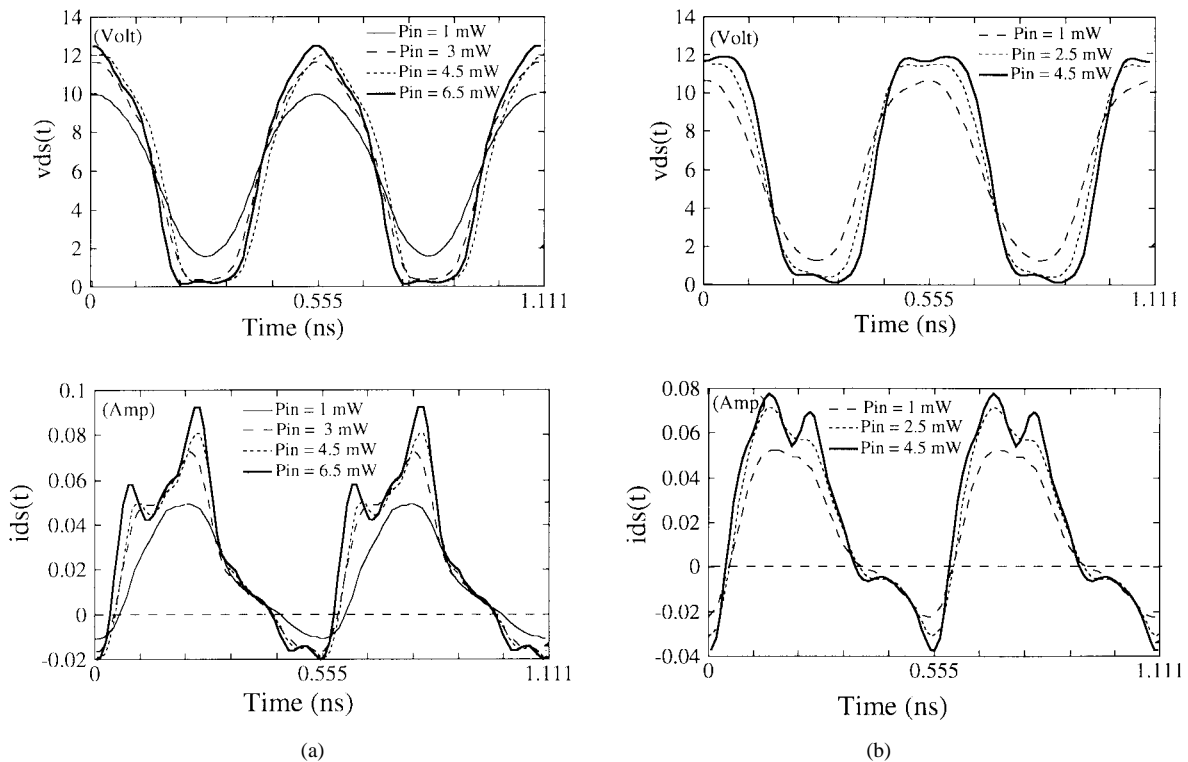 14
12
10
8
6
4
2
0
vds(t)
(Volt)
Pin = 1 mW
Pin = 3 mW
Pin = 4.5 mW
Pin = 6.5 mW
0
0.555
1.111
Time (ns)
14
12
10
8
6
4
2
0
vds(t)
(Volt)
Pin = 1 mW
Pin = 2.5 mW
Pin = 4.5 mW
0
0.555
1.111
Time (ns)
0.1
0.08
0.06
0.04
0.02
0
-0.02
ids(t)
(Amp)
Pin = 1 mW
Pin = 3 mW
Pin = 4.5 mW
Pin = 6.5 mW
0
0.555
1.111
Time (ns)
(a)
0.08
0.06
0.04
0.02
0
-0.02
-0.04
ids(t)
(Amp)
Pin = 1 mW
Pin = 2.5 mW
Pin = 4.5 mW
0
0.555
1.111
Time (ns)
(b)